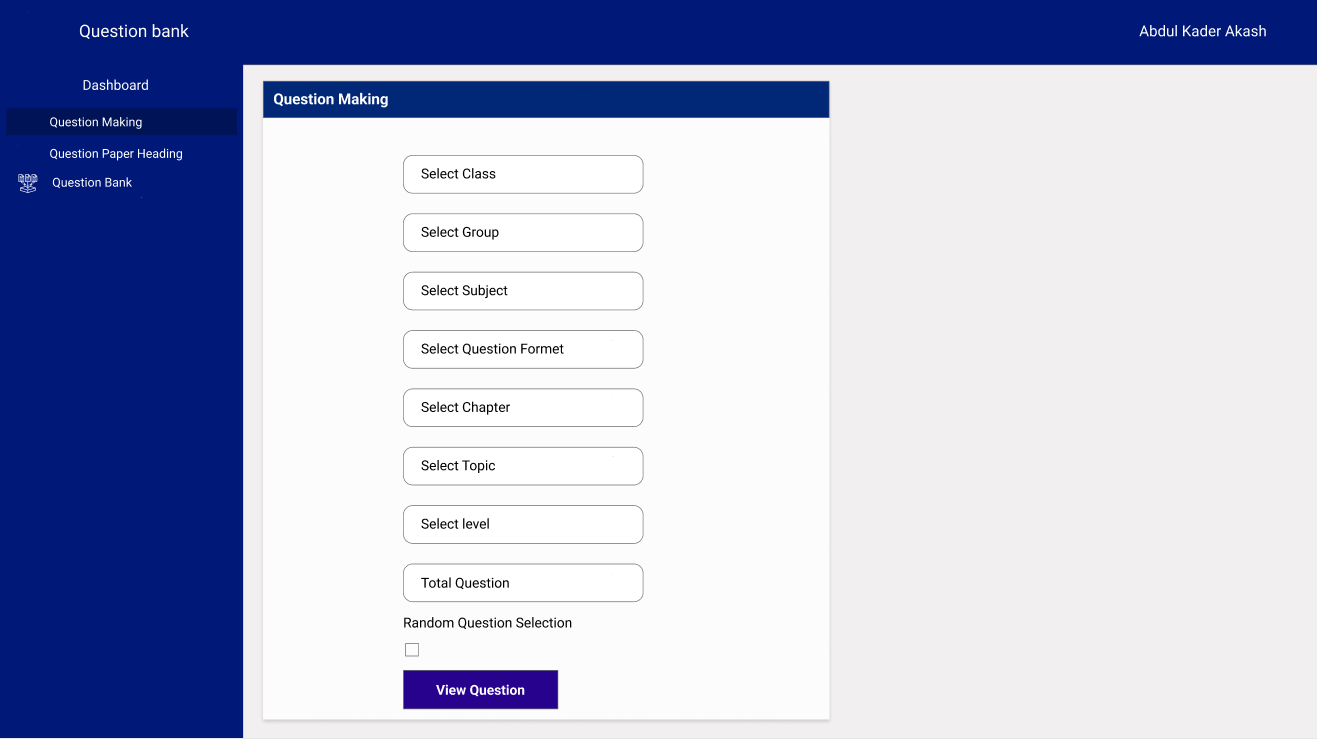 Question bank
Abdul Kader Akash
Dashboard
Question Making
Question Paper Heading
Question Bank
Question Making
Select Class
Select Group
Select Subject
Select Question Formet
Select Chapter
Select Topic
Select level
Total Question
Random Question Selection
View Question